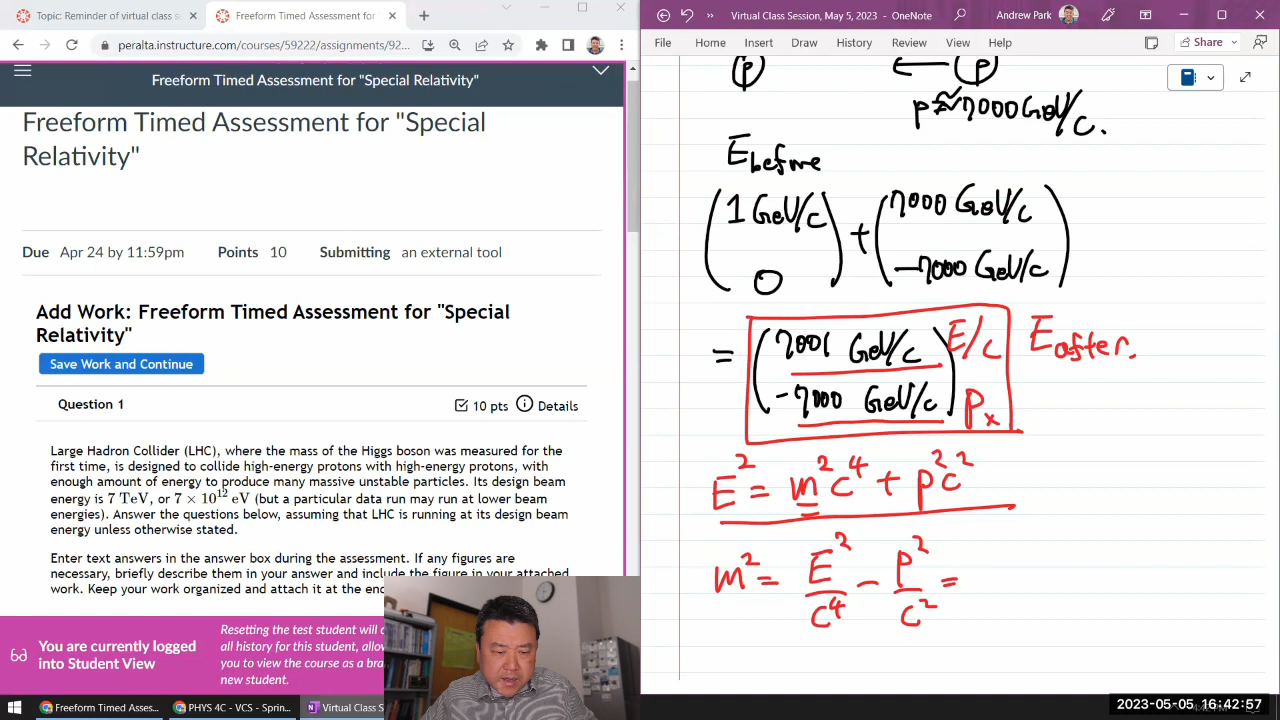 Topic: Reminder of virtual class s
Freeform Timed Assessment for
peralta.instructure.com/courses/59222/assignments/92...
Freeform Timed Assessment for "Special Relativity"
Freeform Timed Assessment for "Special
Relativity"
Due Apr 24 by 11:59pm Points 10 Submitting an external tool
Add Work: Freeform Timed Assessment for "Special
Relativity"
Save Work and Continue
Question 1 10 pts Details
Large Hadron Collider (LHC), where the mass of the Higgs boson was measured for the
first time, is designed to collide high-energy protons with high-energy protons, with
enough amount of energy to produce many massive unstable particles. Its design beam
energy is 7 TeV, or 7 × 10¹² eV (but a particular data run may run at lower beam
energies). Answer the questions below, assuming that LHC is running at its design beam
energy unless otherwise stated.
Enter text answers in the answer box during the assessment. If any figures are
necessary, briefly describe them in your answer and include the figure in your attached
work. Keep your work organized and attach it at the en
You are currently logged
into Student View
Resetting the test student will
all history for this student, allow
you to view the course as a bra
new student.
Freeform Timed Asses...
PHYS 4C - VCS - Sprin...
Virtual Class Session
Virtual Class Session, May 5, 2023 - OneNote
Andrew Park
File Home Insert Draw History Review View Help Share
p p
p≈7000 GeV/c.
E before
(1 GeV/c 0) + (7000 GeV/c -7000 GeV/c)
= (7001 GeV/c -7000 GeV/c) E/c pₓ E after.
E² = m²c⁴ + p²c²
m² = E²/c⁴ − p²/c² =
2023-05-05 16:42:57